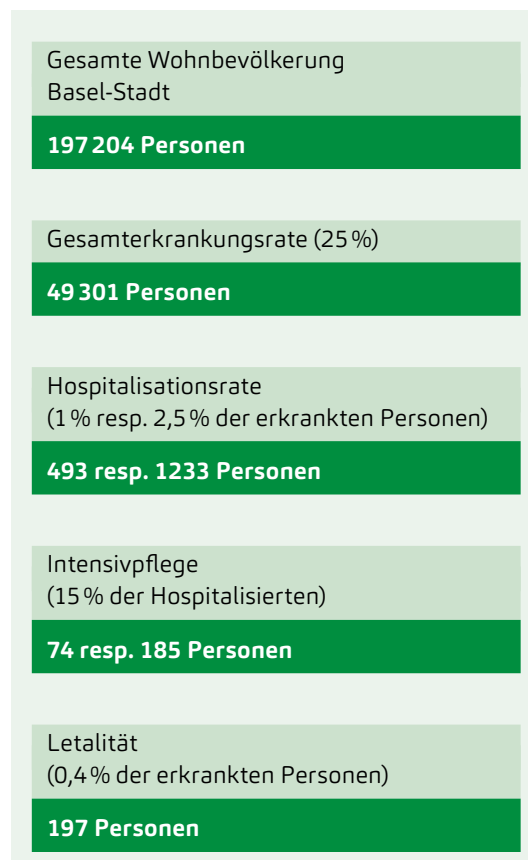 Gesamte Wohnbevölkerung
Basel-Stadt
197 204 Personen
Gesamterkrankungsrate (25 %)
49 301 Personen
Hospitalisationsrate
(1 % resp. 2,5 % der erkrankten Personen)
493 resp. 1233 Personen
Intensivpflege
(15 % der Hospitalisierten)
74 resp. 185 Personen
Letalität
(0,4 % der erkrankten Personen)
197 Personen